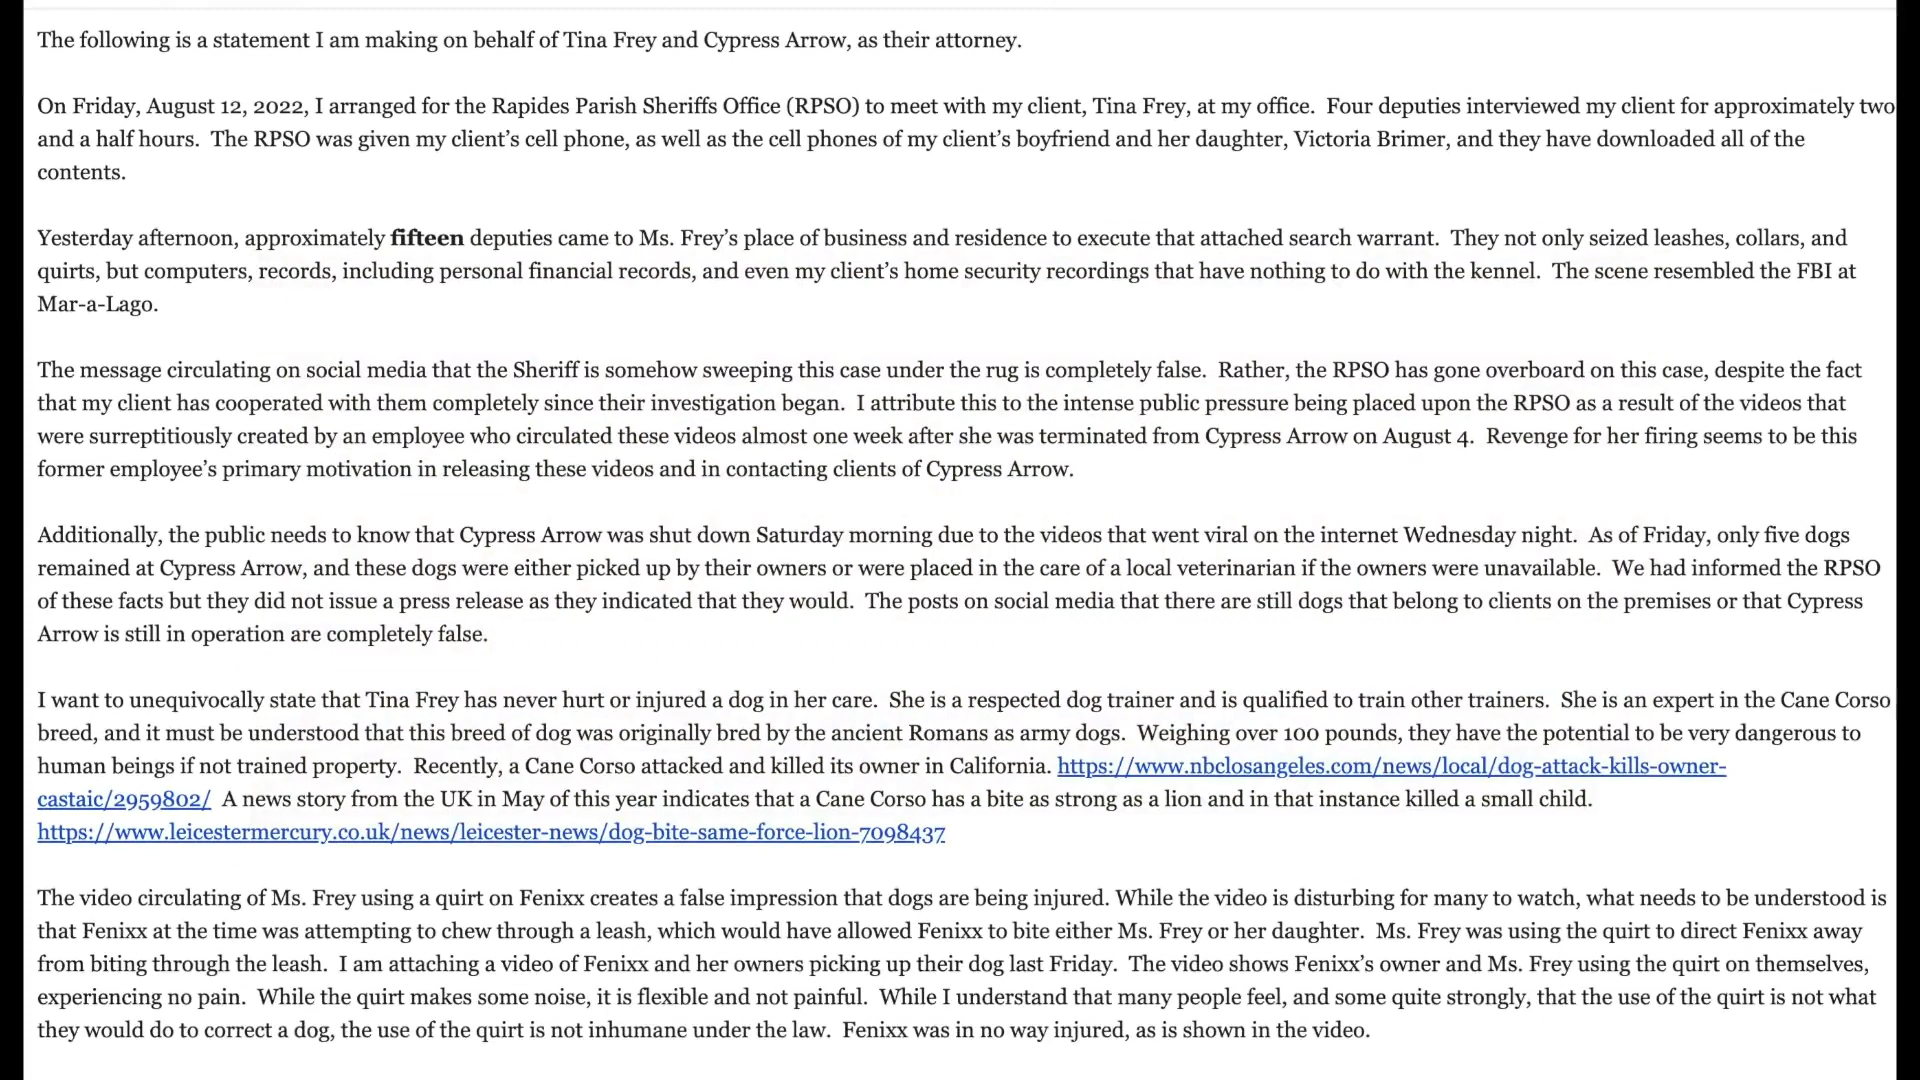 The following is a statement I am making on behalf of Tina Frey and Cypress Arrow, as their attorney.
On Friday, August 12, 2022, I arranged for the Rapides Parish Sheriffs Office (RPSO) to meet with my client, Tina Frey, at my office.  Four deputies interviewed my client for approximately two
and a half hours.  The RPSO was given my client's cell phone, as well as the cell phones of my client's boyfriend and her daughter, Victoria Brimer, and they have downloaded all of the
contents.
Yesterday afternoon, approximately fifteen deputies came to Ms. Frey's place of business and residence to execute that attached search warrant.  They not only seized leashes, collars, and
quirts, but computers, records, including personal financial records, and even my client's home security recordings that have nothing to do with the kennel.  The scene resembled the FBI at
Mar-a-Lago.
The message circulating on social media that the Sheriff is somehow sweeping this case under the rug is completely false.  Rather, the RPSO has gone overboard on this case, despite the fact
that my client has cooperated with them completely since their investigation began.  I attribute this to the intense public pressure being placed upon the RPSO as a result of the videos that
were surreptitiously created by an employee who circulated these videos almost one week after she was terminated from Cypress Arrow on August 4.  Revenge for her firing seems to be this
former employee's primary motivation in releasing these videos and in contacting clients of Cypress Arrow.
Additionally, the public needs to know that Cypress Arrow was shut down Saturday morning due to the videos that went viral on the internet Wednesday night.  As of Friday, only five dogs
remained at Cypress Arrow, and these dogs were either picked up by their owners or were placed in the care of a local veterinarian if the owners were unavailable.  We had informed the RPSO
of these facts but they did not issue a press release as they indicated that they would.  The posts on social media that there are still dogs that belong to clients on the premises or that Cypress
Arrow is still in operation are completely false.
I want to unequivocally state that Tina Frey has never hurt or injured a dog in her care.  She is a respected dog trainer and is qualified to train other trainers.  She is an expert in the Cane Corso
breed, and it must be understood that this breed of dog was originally bred by the ancient Romans as army dogs.  Weighing over 100 pounds, they have the potential to be very dangerous to
human beings if not trained property.  Recently, a Cane Corso attacked and killed its owner in California. https://www.nbclosangeles.com/news/local/dog-attack-kills-owner-
castaic/2959802/  A news story from the UK in May of this year indicates that a Cane Corso has a bite as strong as a lion and in that instance killed a small child.
https://www.leicestermercury.co.uk/news/leicester-news/dog-bite-same-force-lion-7098437
The video circulating of Ms. Frey using a quirt on Fenixx creates a false impression that dogs are being injured. While the video is disturbing for many to watch, what needs to be understood is
that Fenixx at the time was attempting to chew through a leash, which would have allowed Fenixx to bite either Ms. Frey or her daughter.  Ms. Frey was using the quirt to direct Fenixx away
from biting through the leash.  I am attaching a video of Fenixx and her owners picking up their dog last Friday.  The video shows Fenixx's owner and Ms. Frey using the quirt on themselves,
experiencing no pain.  While the quirt makes some noise, it is flexible and not painful.  While I understand that many people feel, and some quite strongly, that the use of the quirt is not what
they would do to correct a dog, the use of the quirt is not inhumane under the law.  Fenixx was in no way injured, as is shown in the video.